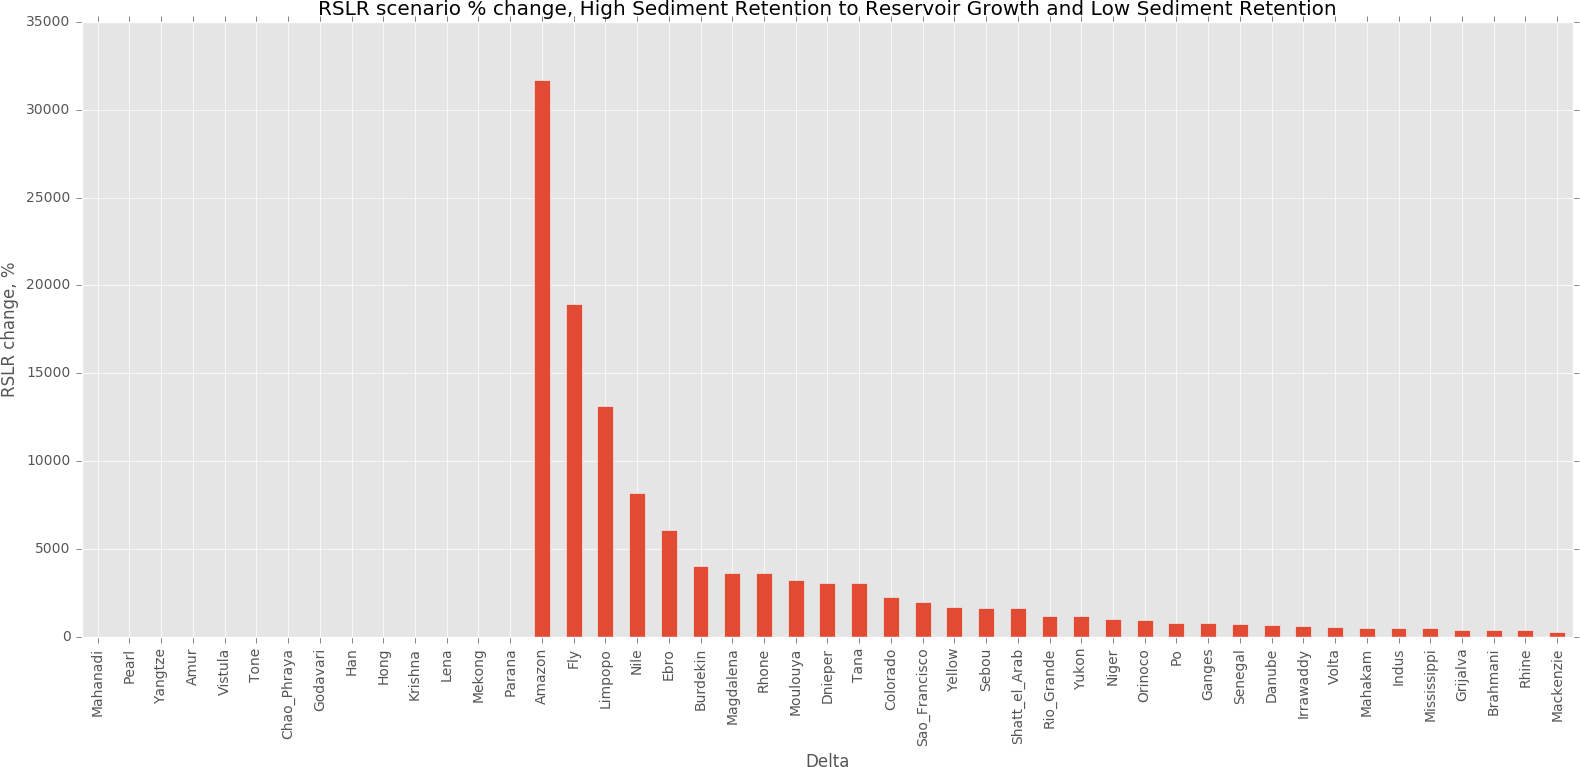 RSLR scenario % change, High Sediment Retention to Reservoir Growth and Low Sediment Retention
RSLR change, %
35000
30000
25000
20000
15000
10000
5000
0
Mahanadi
Pearl
Yangtze
Amur
Vistula
Tone
Chao_Phraya
Godavari
Han
Hong
Krishna
Lena
Mekong
Parana
Amazon
Fly
Limpopo
Nile
Ebro
Burdekin
Magdalena
Rhone
Moulouya
Dnieper
Tana
Colorado
Sao_Francisco
Yellow
Sebou
Shatt_el_Arab
Rio_Grande
Yukon
Niger
Orinoco
Po
Ganges
Senegal
Danube
Irrawaddy
Volta
Mahakam
Indus
Mississippi
Grijalva
Brahmani
Rhine
Mackenzie
Delta